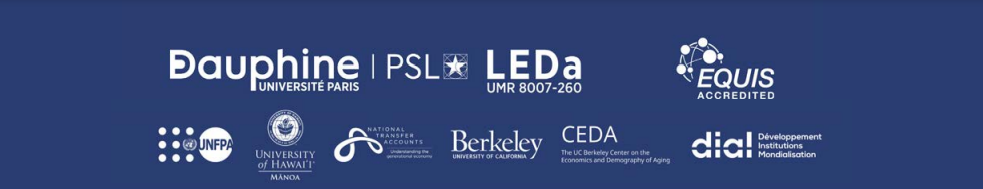 Dauphine | PSL LEDa
UNIVERSITÉ PARIS
UMR 8007-260
EQUIS
ACCREDITED
UNFPA
UNIVERSITY
of HAWAI'I
MĀNOA
NATIONAL
TRANSFER
ACCOUNTS
Understanding the
generational economy
Berkeley
UNIVERSITY OF CALIFORNIA
CEDA
The UC Berkeley Center on the
Economics and Demography of Aging
dial
Développement
Institutions
Mondialisation